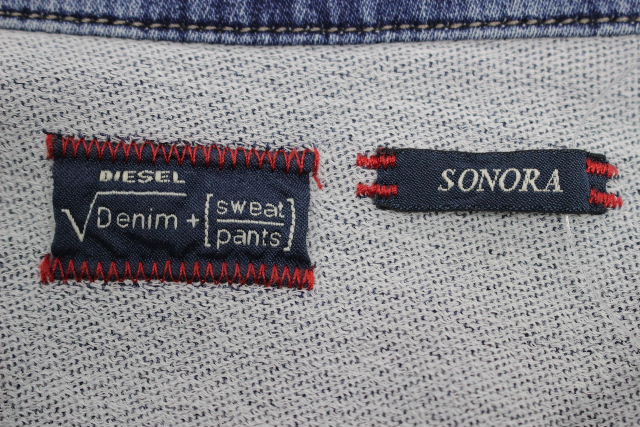 DIESEL
√Denim + [sweat
pants]
SONORA